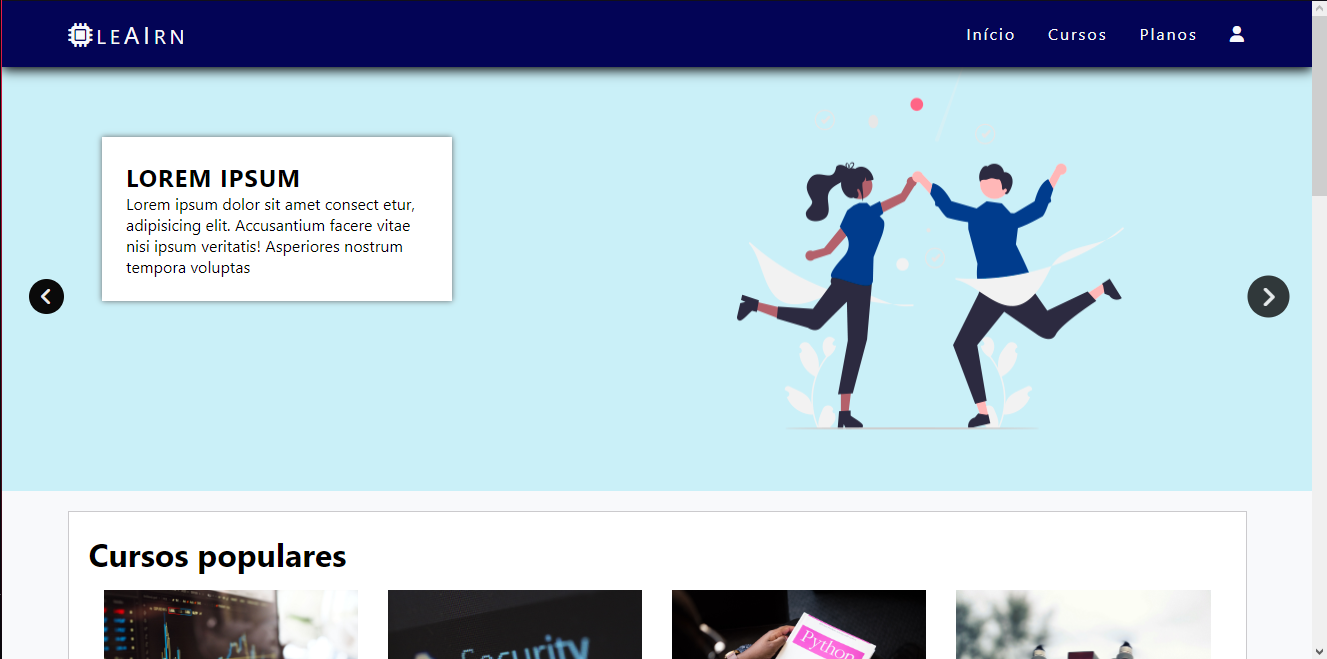 LEAIRN
Início Cursos Planos
LOREM IPSUM
Lorem ipsum dolor sit amet consect etur,
adipisicing elit. Accusantium facere vitae
nisi ipsum veritatis! Asperiores nostrum
tempora voluptas
Cursos populares
Security
Python